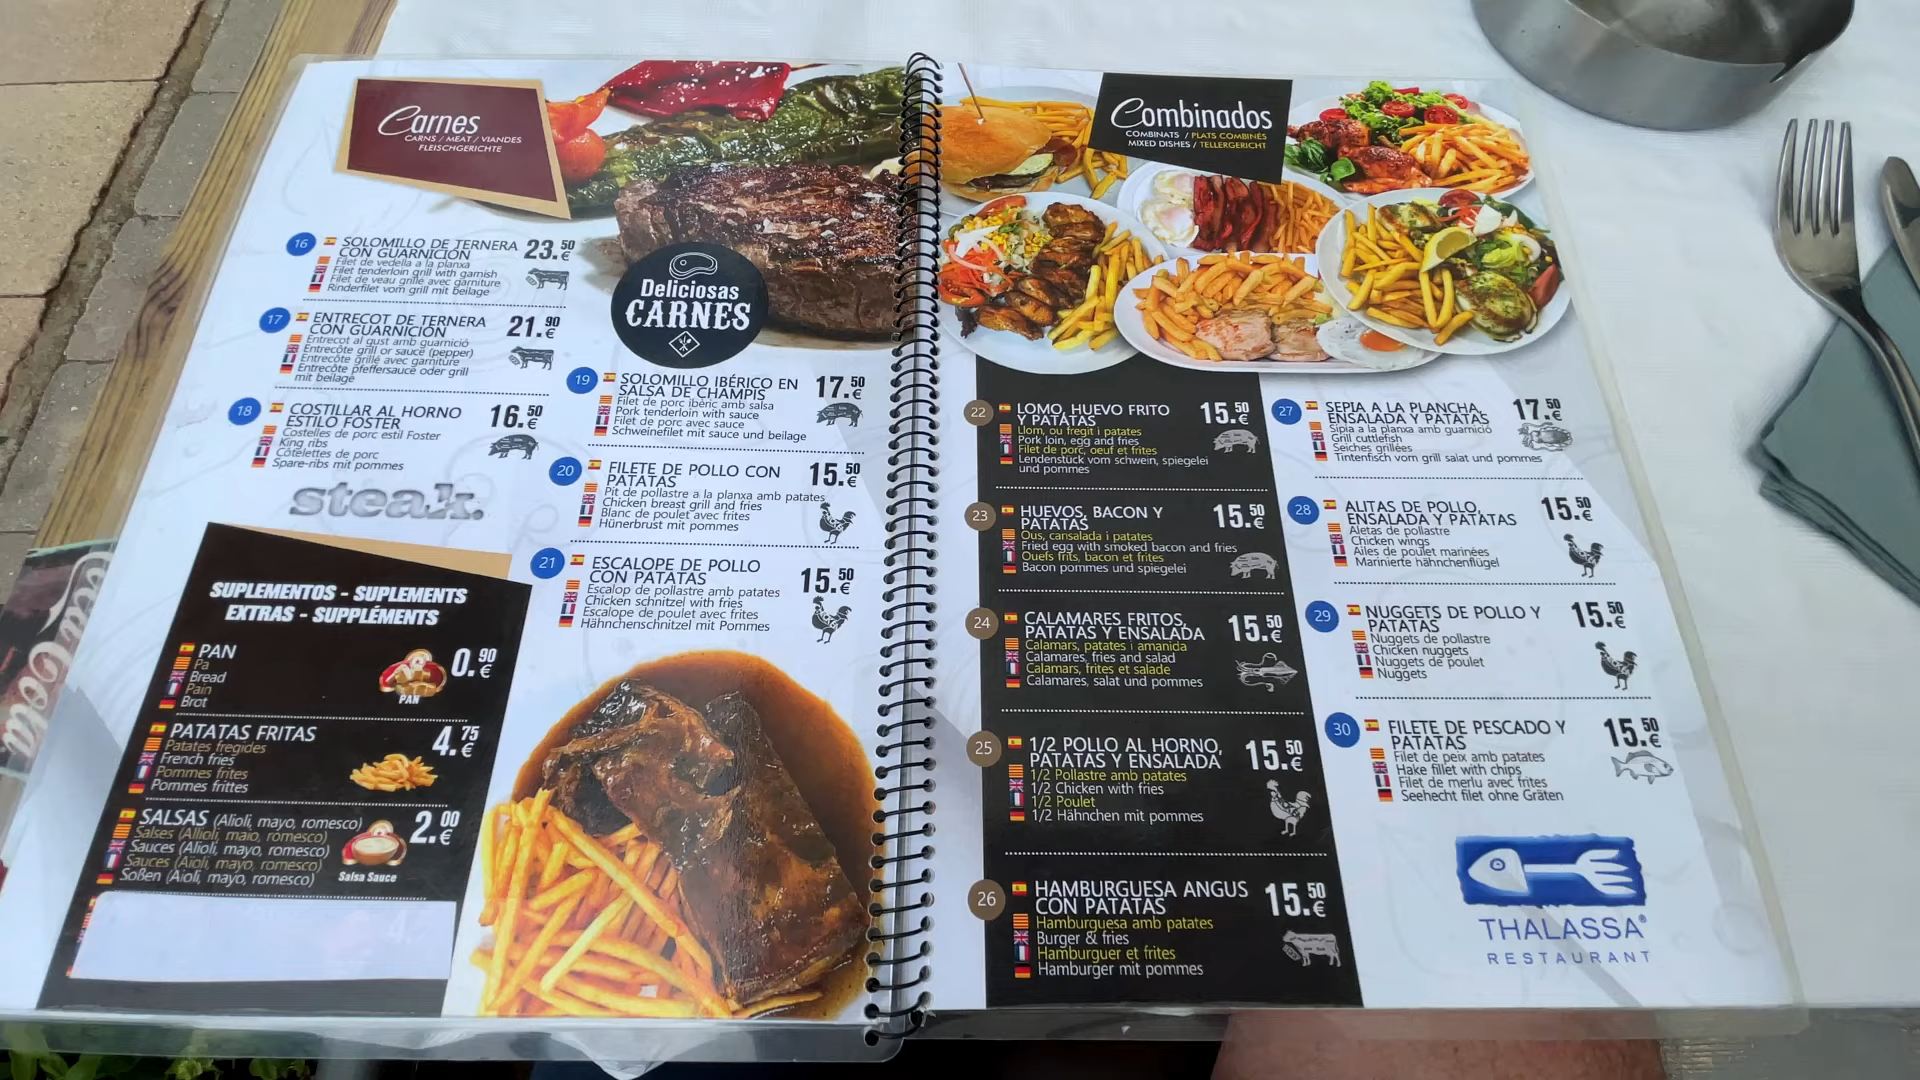 Carnes
CARNS / MEAT / VIANDES
FLEISCHGERICHTE
16 SOLOMILLO DE TERNERA
CON GUARNICIÓN 23.50 €
Filet de vedella a la planxa
Filet tenderloin grill with garnish
Filet de veau grillé avec garniture
Rinderfilet vom grill mit beilage
17 ENTRECOT DE TERNERA
CON GUARNICIÓN 21.90 €
Entrecot al gust amb guarnició
Entrecôte grill or sauce (pepper)
Entrecôte grillé avec garniture
Entrecôte pfeffersauce oder grill
mit beilage
18 COSTILLAR AL HORNO
ESTILO FOSTER 16.50 €
Costelles de porc estil Foster
King ribs
Côtelettes de porc
Spare-ribs mit pommes
steak.
Deliciosas
CARNES
19 SOLOMILLO IBÉRICO EN
SALSA DE CHAMPIS 17.50 €
Filet de porc ibèric amb salsa
Pork tenderloin with sauce
Filet de porc avec sauce
Schweinefilet mit sauce und beilage
20 FILETE DE POLLO CON
PATATAS 15.50 €
Pit de pollastre a la planxa amb patates
Chicken breast grill and fries
Blanc de poulet avec frites
Hünerbrust mit pommes
21 ESCALOPE DE POLLO
CON PATATAS 15.50 €
Escalop de pollastre amb patates
Chicken schnitzel with fries
Escalope de poulet avec frites
Hähnchenschnitzel mit Pommes
SUPLEMENTOS - SUPLEMENTS
EXTRAS - SUPPLÉMENTS
PAN 0.90 €
Pa
Bread
Pain
Brot
PAN
PATATAS FRITAS 4.75 €
Patates fregides
French fries
Pommes frites
Pommes frittes
SALSAS (Alioli, mayo, romesco) 2.00 €
Salses (Allioli, maio, romesco)
Sauces (Alioli, mayo, romesco)
Sauces (Aïoli, mayo, romesco)
Soßen (Aioli, mayo, romesco)
Salsa Sauce
Combinados
COMBINATS / PLATS COMBINÉS
MIXED DISHES / TELLERGERICHT
22 LOMO, HUEVO FRITO
Y PATATAS 15.50 €
Llom, ou fregit i patates
Pork loin, egg and fries
Filet de porc, oeuf et frites
Lendenstück vom schwein, spiegelei
und pommes
23 HUEVOS, BACON Y
PATATAS 15.50 €
Ous, cansalada i patates
Fried egg with smoked bacon and fries
Ouefs frits, bacon et frites
Bacon pommes und spiegelei
24 CALAMARES FRITOS,
PATATAS Y ENSALADA 15.50 €
Calamars, patates i amanida
Calamares, fries and salad
Calamars, frites et salade
Calamares, salat und pommes
25 1/2 POLLO AL HORNO,
PATATAS Y ENSALADA 15.50 €
1/2 Pollastre amb patates
1/2 Chicken with fries
1/2 Poulet
1/2 Hähnchen mit pommes
26 HAMBURGUESA ANGUS
CON PATATAS 15.50 €
Hamburguesa amb patates
Burger & fries
Hamburguer et frites
Hamburger mit pommes
27 SEPIA A LA PLANCHA,
ENSALADA Y PATATAS 17.50 €
Sípia a la planxa amb guarnició
Grill cuttlefish
Seiches grillées
Tintenfisch vom grill salat und pommes
28 ALITAS DE POLLO,
ENSALADA Y PATATAS 15.50 €
Aletas de pollastre
Chicken wings
Ailes de poulet marinées
Marinierte hähnchenflügel
29 NUGGETS DE POLLO Y
PATATAS 15.50 €
Nuggets de pollastre
Chicken nuggets
Nuggets de poulet
Nuggets
30 FILETE DE PESCADO Y
PATATAS 15.50 €
Filet de peix amb patates
Hake fillet with chips
Filet de merlu avec frites
Seehecht filet ohne Gräten
THALASSA®
RESTAURANT